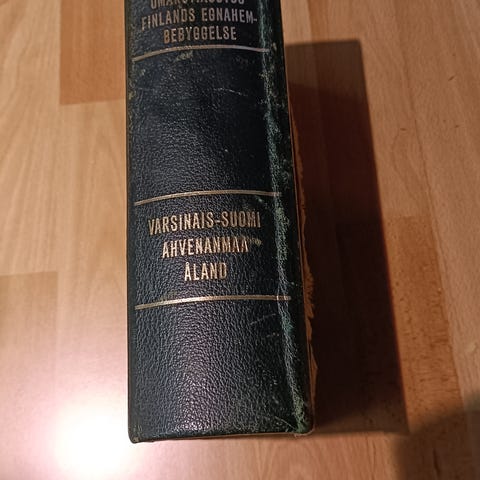 FINLANDS EGNAHEM-
BEBYGGELSE
VARSINAIS-SUOMI
AHVENANMAA
ÅLAND